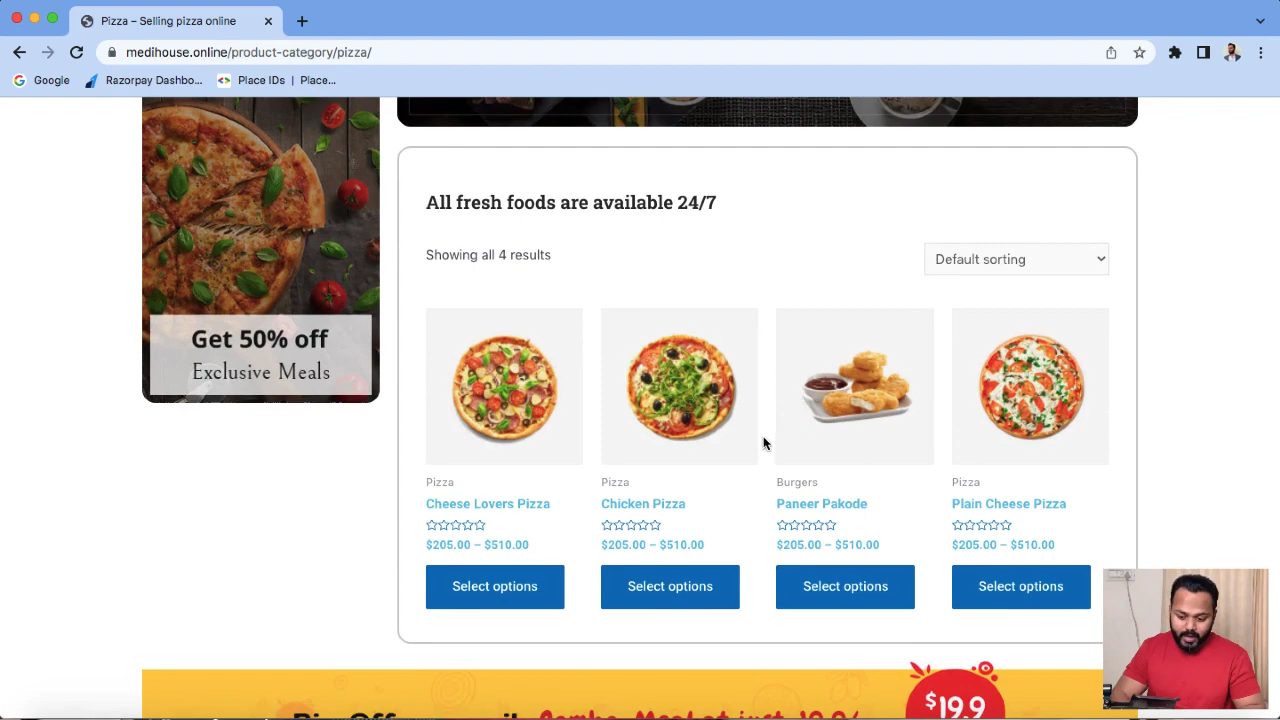 Pizza – Selling pizza online
medihouse.online/product-category/pizza/
Google
Razorpay Dashbo...
Place IDs | Place...
Get 50% off
Exclusive Meals
All fresh foods are available 24/7
Showing all 4 results
Default sorting
Pizza
Cheese Lovers Pizza
$205.00 – $510.00
Select options
Pizza
Chicken Pizza
$205.00 – $510.00
Select options
Burgers
Paneer Pakode
$205.00 – $510.00
Select options
Pizza
Plain Cheese Pizza
$205.00 – $510.00
Select options
$19.9